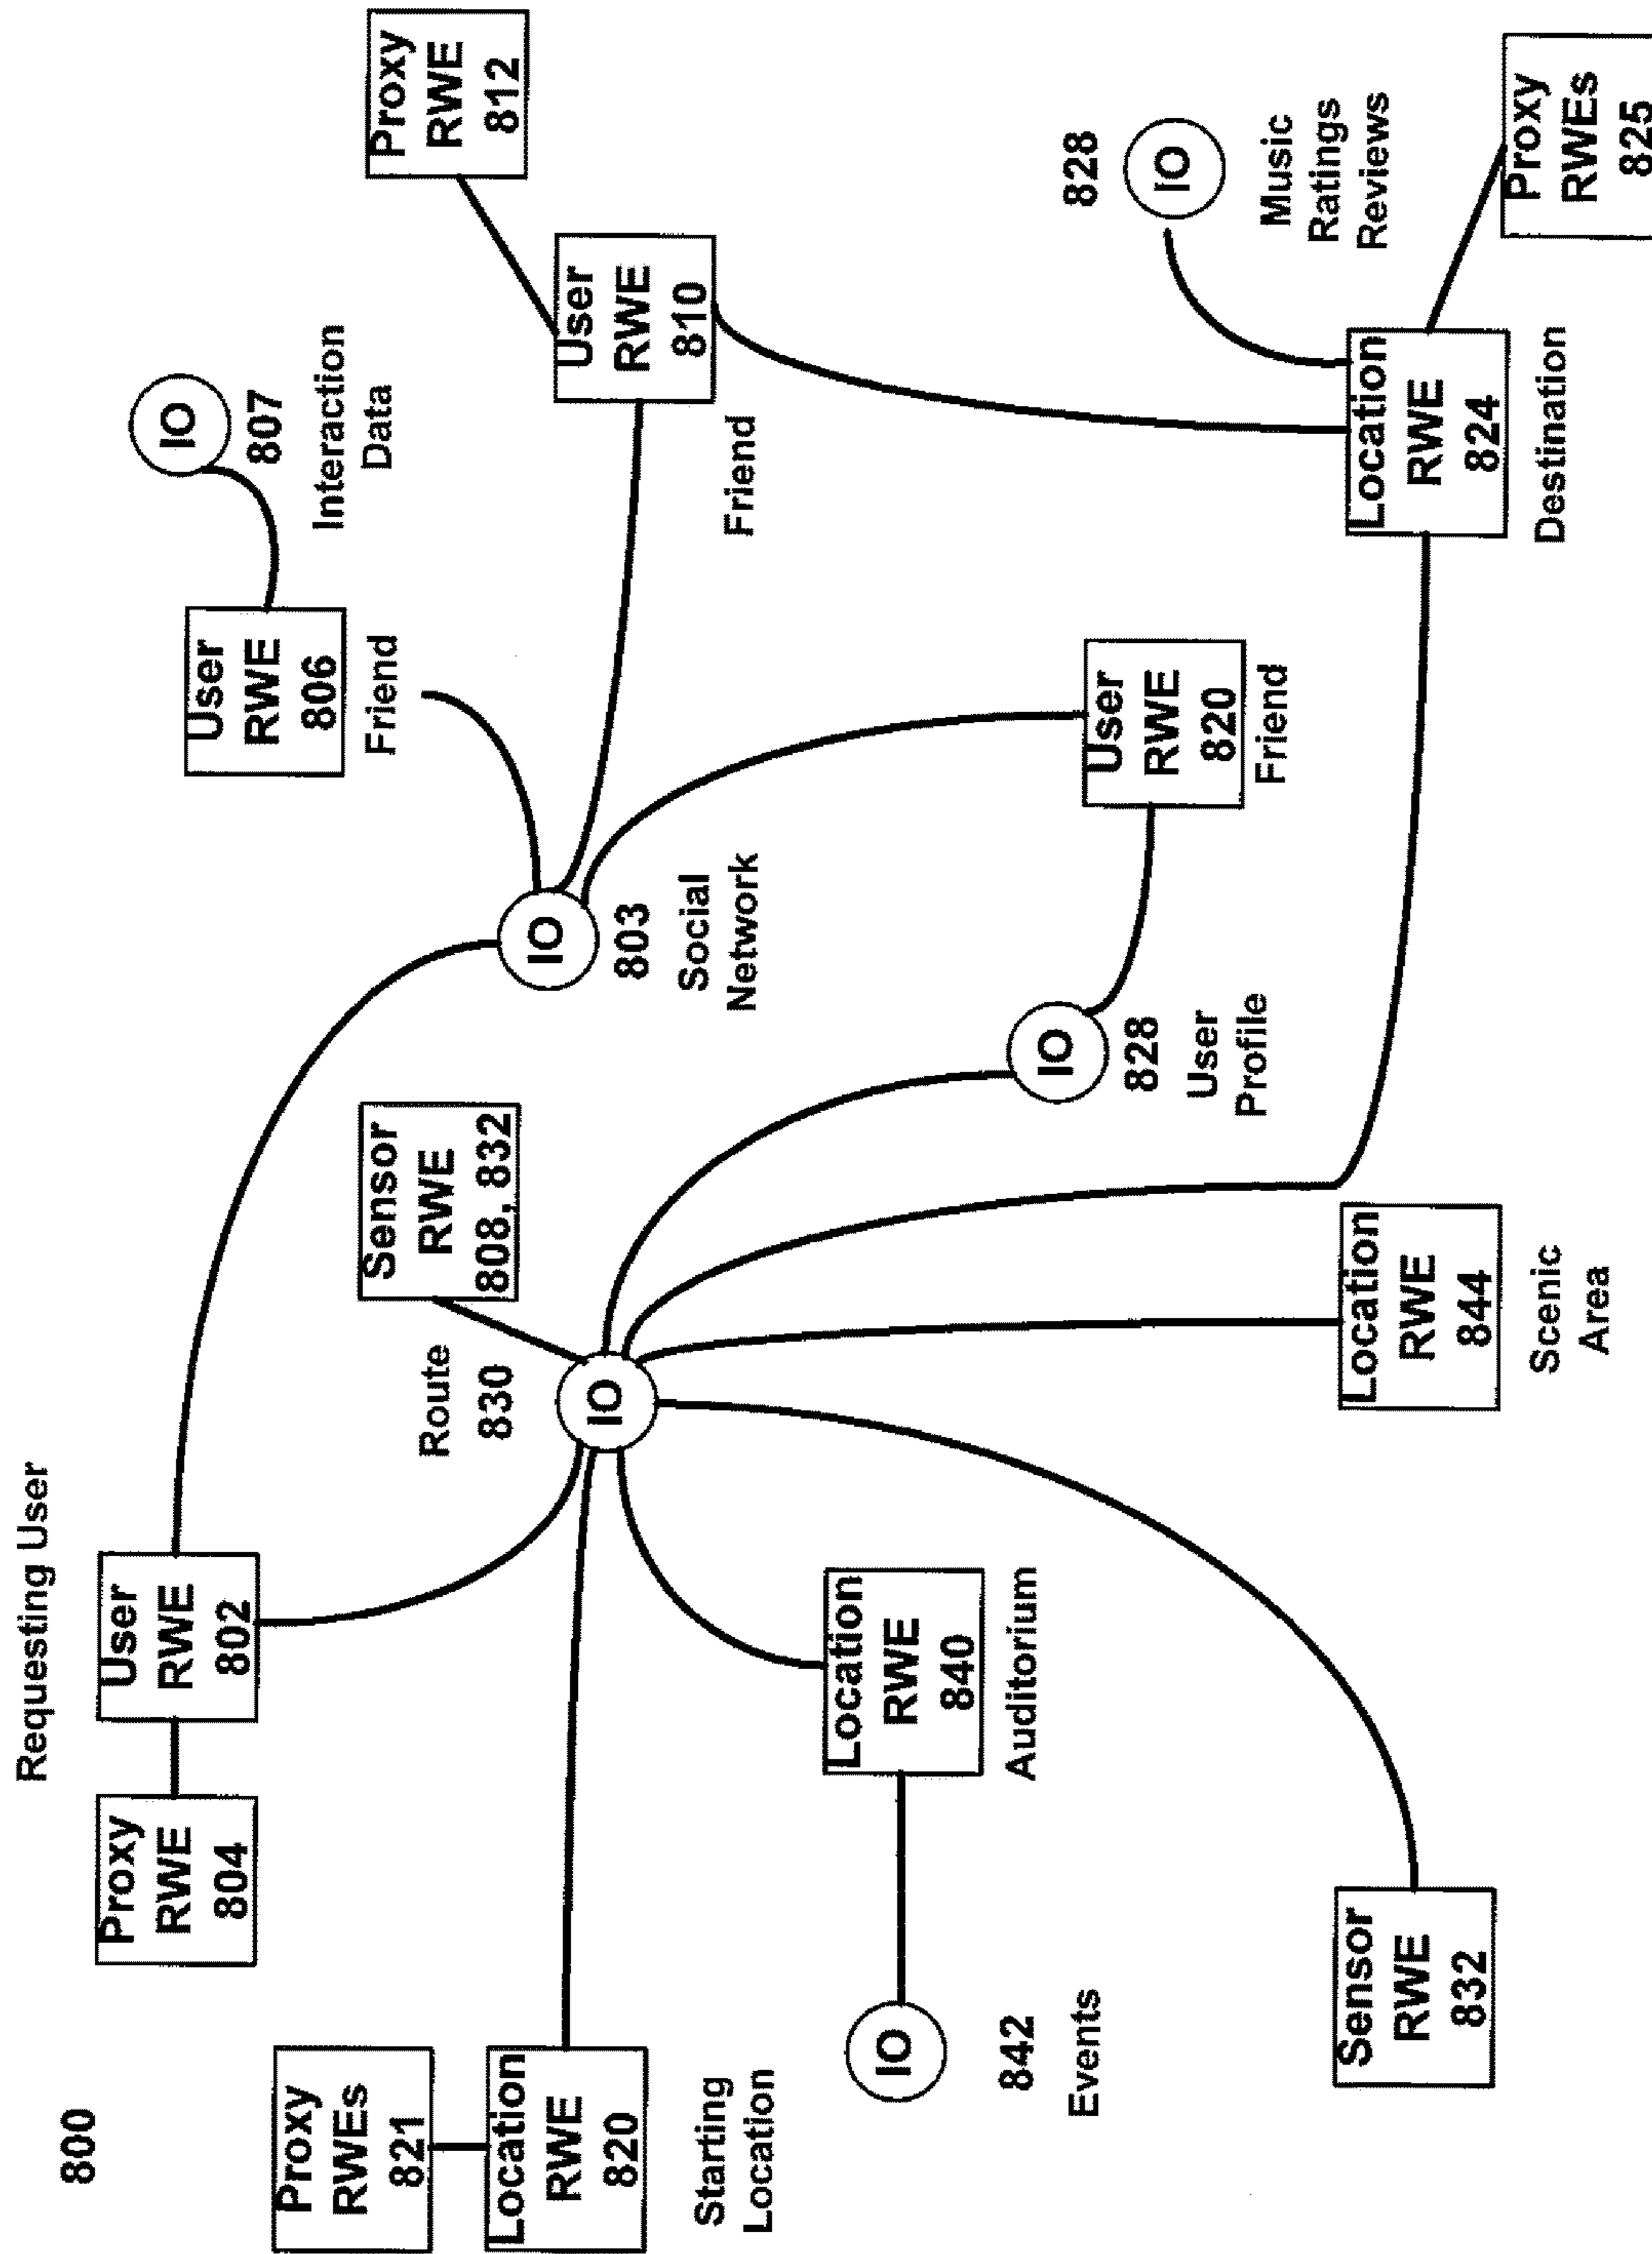 800
Requesting User
Proxy
RWEs
821
Location
RWE
820
Starting
Location
Proxy
RWE
804
User
RWE
802
IO
842
Events
Location
RWE
840
Auditorium
Sensor
RWE
832
Route
830
IO
Sensor
RWE
808, 832
Location
RWE
844
Scenic
Area
IO
803
Social
Network
IO
828
User
Profile
User
RWE
806
Friend
IO
807
Interaction
Data
User
RWE
820
Friend
User
RWE
810
Friend
Proxy
RWE
812
Location
RWE
824
Destination
828
IO
Music
Ratings
Reviews
Proxy
RWEs
825